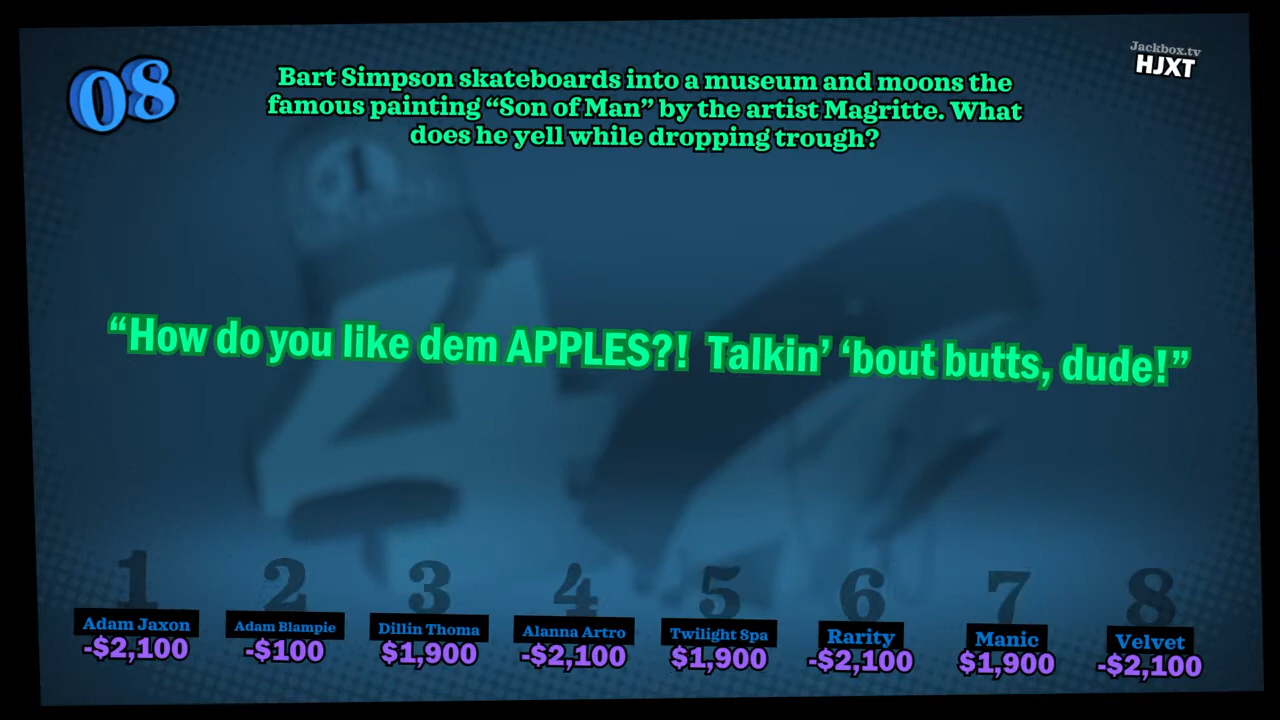 08
Jackbox.tv
HJXT
Bart Simpson skateboards into a museum and moons the
famous painting “Son of Man” by the artist Magritte. What
does he yell while dropping trough?
1
“How do you like dem APPLES?! Talkin’ ‘bout butts, dude!”
1 2 3 4 5 6 7 8
Adam Jaxon Adam Blampie Dillin Thoma Alanna Artro Twilight Spa Rarity Manic Velvet
-$2,100 -$100 $1,900 -$2,100 $1,900 -$2,100 $1,900 -$2,100